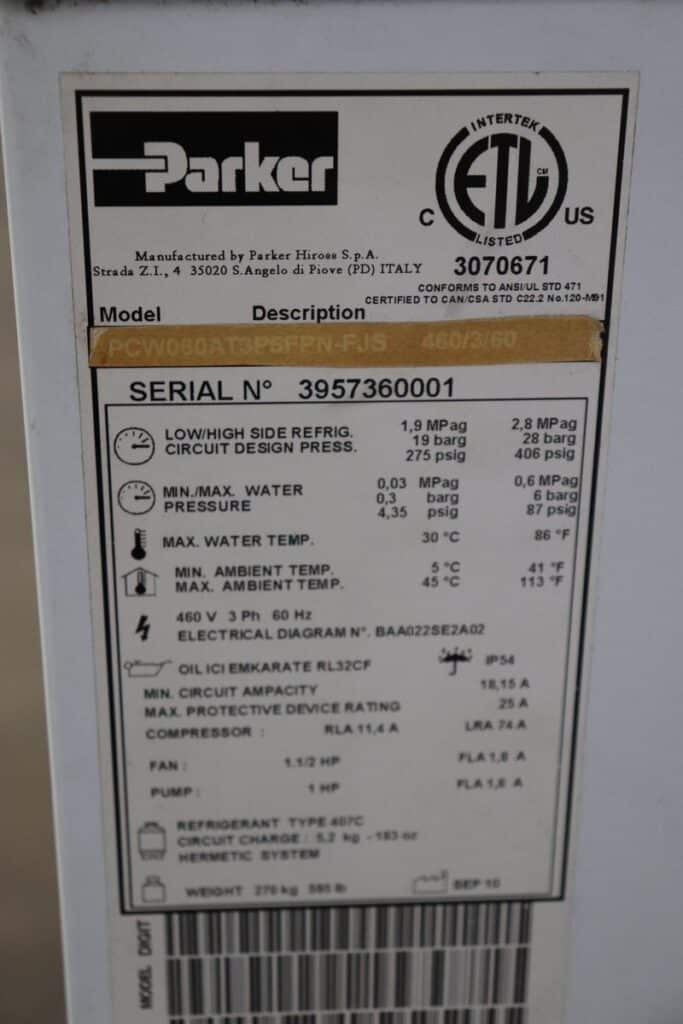 Parker
INTERTEK
ETL CM
C US
LISTED
3070671
Manufactured by Parker Hiross S.p.A.
Strada Z.I., 4 35020 S.Angelo di Piove (PD) ITALY
CONFORMS TO ANSI/UL STD 471
CERTIFIED TO CAN/CSA STD C22.2 No.120-M91
Model Description
460/3/60
SERIAL N° 3957360001
LOW/HIGH SIDE REFRIG. 1,9 MPag 2,8 MPag
CIRCUIT DESIGN PRESS. 19 barg 28 barg
275 psig 406 psig
MIN./MAX. WATER 0,03 MPag 0,6 MPag
PRESSURE 0,3 barg 6 barg
4,35 psig 87 psig
MAX. WATER TEMP. 30 °C 86 °F
MIN. AMBIENT TEMP. 5 °C 41 °F
MAX. AMBIENT TEMP. 45 °C 113 °F
460 V 3 Ph 60 Hz
ELECTRICAL DIAGRAM N°. BAA022SE2A02
OIL ICI EMKARATE RL32CF IP54
MIN. CIRCUIT AMPACITY 18,15 A
MAX. PROTECTIVE DEVICE RATING 25 A
COMPRESSOR : RLA 11,4 A LRA 74 A
FAN : 1.1/2 HP FLA 1,8 A
PUMP : 1 HP FLA 1,6 A
REFRIGERANT TYPE 407C
CIRCUIT CHARGE : 5,2 kg - 183 oz
HERMETIC SYSTEM
WEIGHT 270 kg 595 lb SEP 10
MODEL DIGIT